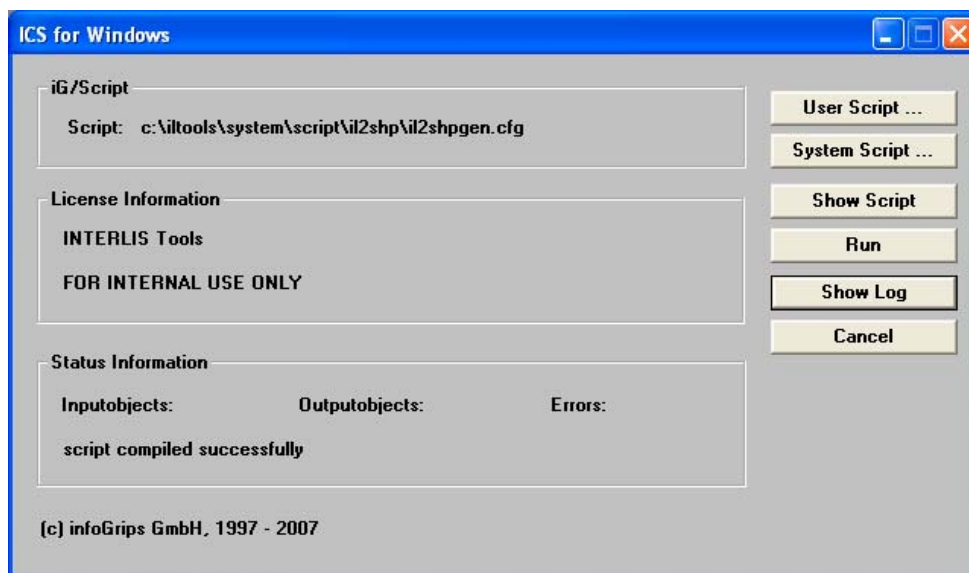 ICS for Windows
iG/Script
Script: c:\iltools\system\script\il2shp\il2shpgen.cfg
User Script ...
System Script ...
License Information
INTERLIS Tools
FOR INTERNAL USE ONLY
Show Script
Run
Show Log
Cancel
Status Information
Inputobjects: Outputobjects: Errors:
script compiled successfully
(c) infoGrips GmbH, 1997 - 2007